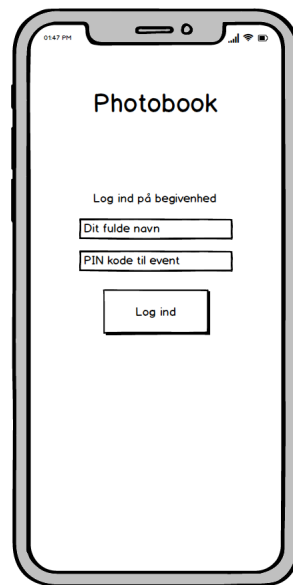 01:47 PM
Photobook
Log ind på begivenhed
Dit fulde navn
PIN kode til event
Log ind